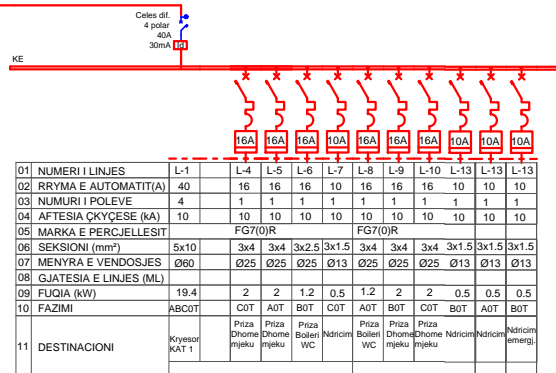 Celes dif.
4 polar
40A
30mA Id
KE
16A 16A 16A 10A 16A 16A 16A 10A 10A 10A
01 NUMERI I LINJES L-1 L-4 L-5 L-6 L-7 L-8 L-9 L-10 L-13 L-13 L-13
02 RRYMA E AUTOMATIT(A) 40 16 16 16 10 16 16 16 10 10 10
03 NUMURI I POLEVE 4 1 1 1 1 1 1 1 1 1 1
04 AFTESIA ÇKYÇESE (kA) 10 10 10 10 10 10 10 10 10 10 10
05 MARKA E PERCJELLESIT FG7(0)R FG7(0)R
06 SEKSIONI (mm²) 5x10 3x4 3x4 3x2.5 3x1.5 3x4 3x4 3x4 3x1.5 3x1.5 3x1.5
07 MENYRA E VENDOSJES Ø60 Ø25 Ø25 Ø25 Ø13 Ø25 Ø25 Ø25 Ø13 Ø13 Ø13
08 GJATESIA E LINJES (ML)
09 FUQIA (kW) 19.4 2 2 1.2 0.5 1.2 2 2 0.5 0.5 0.5
10 FAZIMI ABC0T C0T A0T B0T C0T A0T B0T C0T B0T A0T B0T
11 DESTINACIONI Kryesor KAT 1 Priza Dhome mjeku Priza Dhome mjeku Priza Boileri WC Ndricim Priza Boileri WC Priza Dhome mjeku Priza Dhome mjeku Ndricim Ndricim Ndricim emergj.